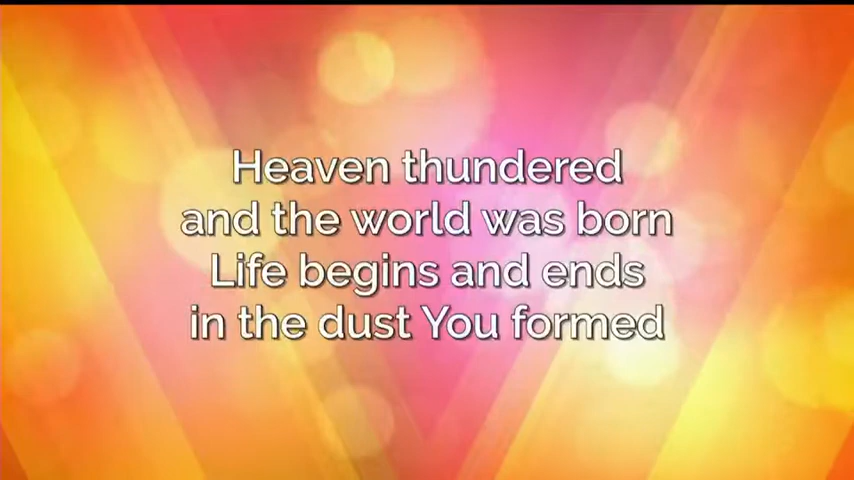 Heaven thundered
and the world was born
Life begins and ends
in the dust You formed